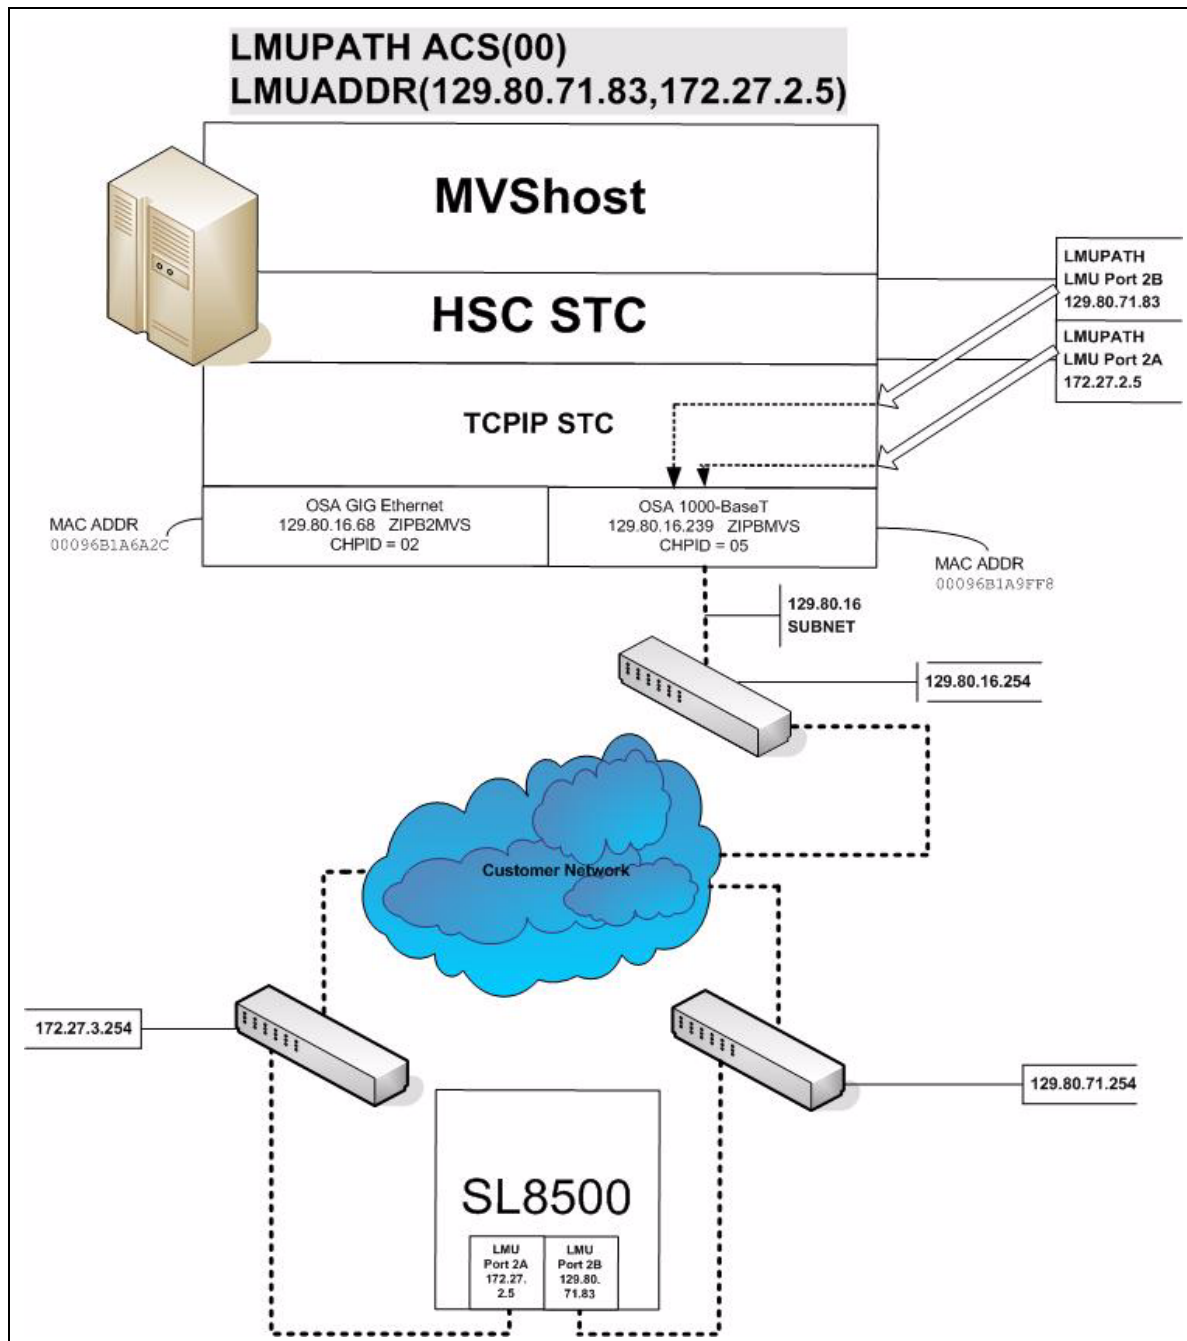 LMUPATH ACS(00)
LMUADDR(129.80.71.83,172.27.2.5)
MVShost
HSC STC
TCPIP STC
LMUPATH
LMU Port 2B
129.80.71.83
LMUPATH
LMU Port 2A
172.27.2.5
OSA GIG Ethernet
129.80.16.68 ZIPB2MVS
CHPID = 02
OSA 1000-BaseT
129.80.16.239 ZIPBMVS
CHPID = 05
MAC ADDR
00096B1A6A2C
MAC ADDR
00096B1A9FF8
129.80.16
SUBNET
129.80.16.254
Customer Network
172.27.3.254
129.80.71.254
SL8500
LMU
Port 2A
172.27.
2.5
LMU
Port 2B
129.80.
71.83